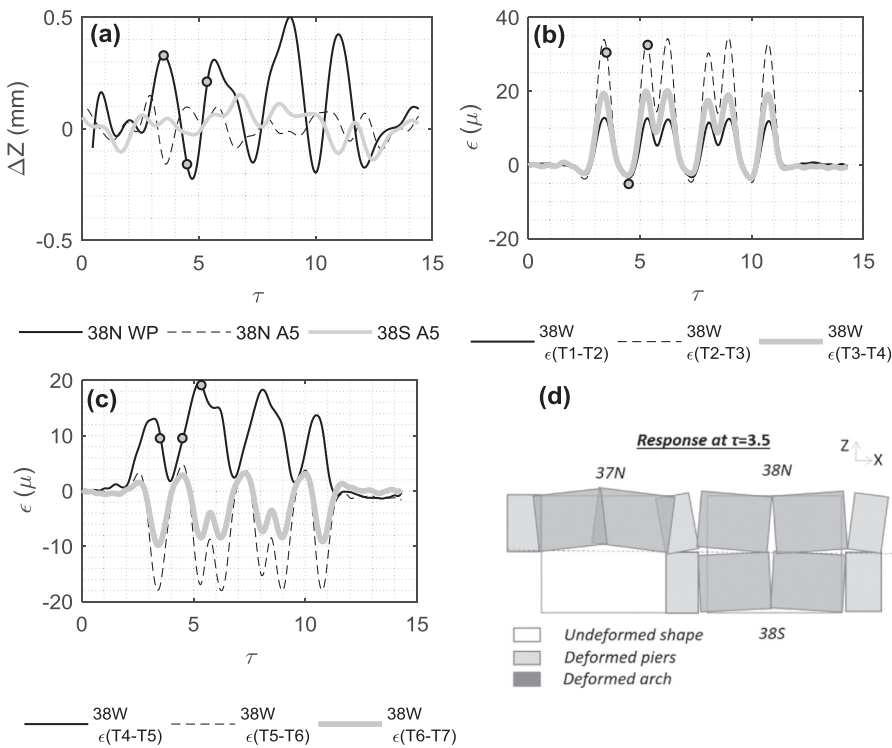 (a)
0.5
0
-0.5
ΔZ (mm)
0 5 10 15
τ
38N WP 38N A5 38S A5
(b)
40
20
0
-20
ϵ (μ)
0 5 10 15
τ
38W 38W 38W
ϵ(T1-T2) ϵ(T2-T3) ϵ(T3-T4)
(c)
20
10
0
-10
-20
ϵ (μ)
0 5 10 15
τ
38W 38W 38W
ϵ(T4-T5) ϵ(T5-T6) ϵ(T6-T7)
(d)
Response at τ=3.5
Z
X
37N 38N
38S
Undeformed shape
Deformed piers
Deformed arch